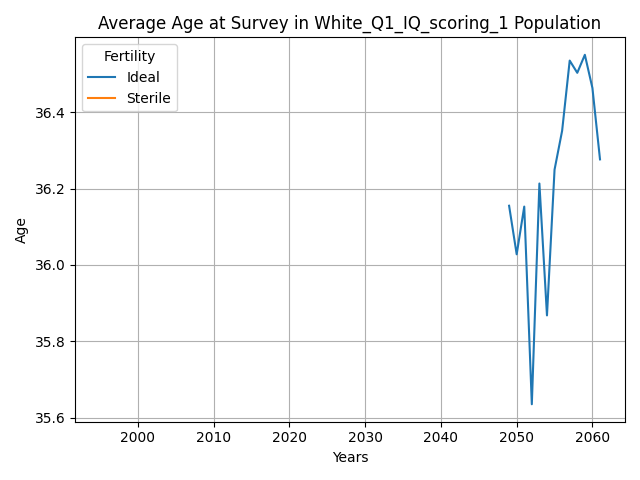 Average Age at Survey in White_Q1_IQ_scoring_1 Population
Fertility
Ideal
Sterile
Age
36.4
36.2
36.0
35.8
35.6
2000 2010 2020 2030 2040 2050 2060
Years